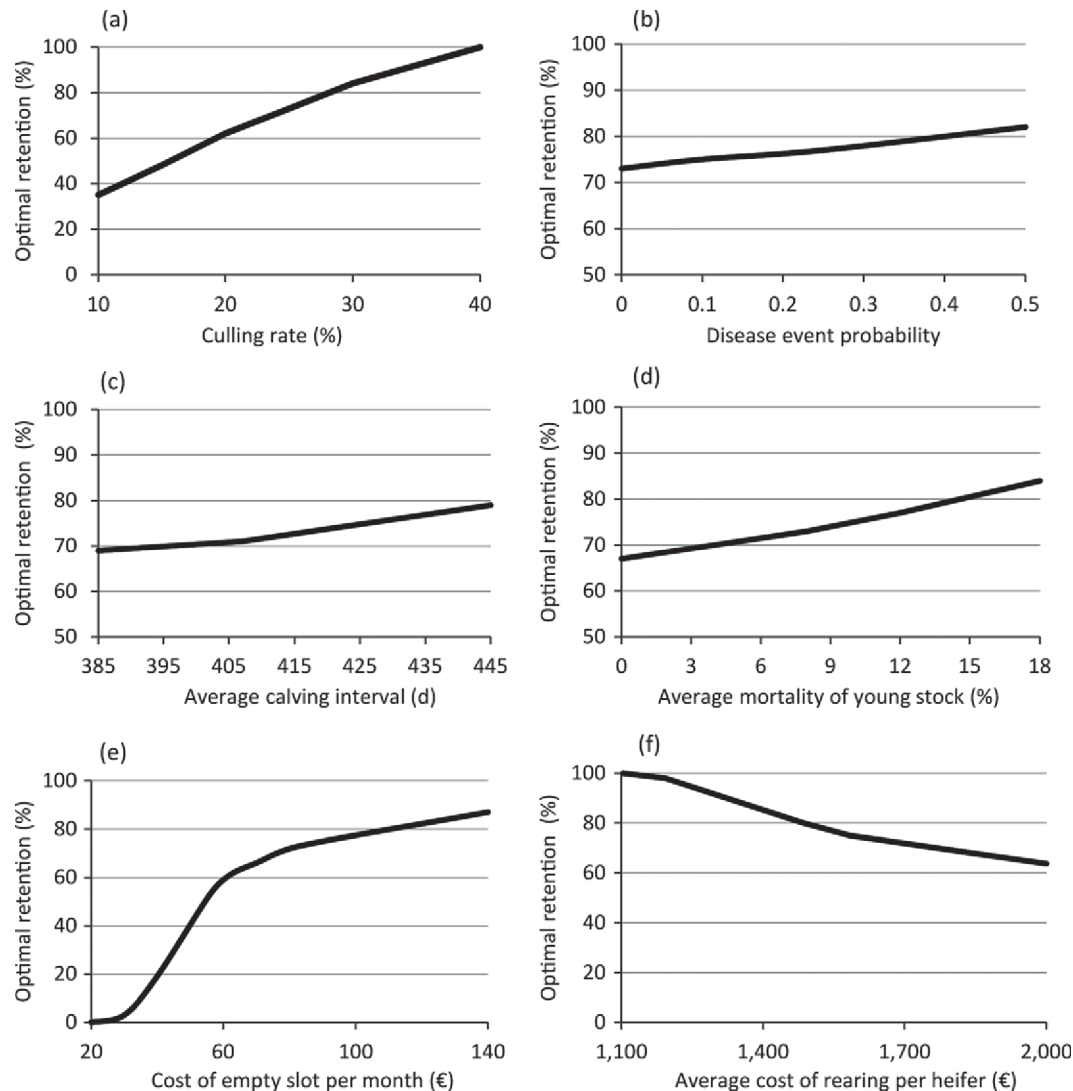 (a)
Optimal retention (%)
100
80
60
40
20
0
10 20 30 40
Culling rate (%)
(b)
Optimal retention (%)
100
90
80
70
60
50
0 0.1 0.2 0.3 0.4 0.5
Disease event probability
(c)
Optimal retention (%)
100
90
80
70
60
50
385 395 405 415 425 435 445
Average calving interval (d)
(d)
Optimal retention (%)
100
90
80
70
60
50
0 3 6 9 12 15 18
Average mortality of young stock (%)
(e)
Optimal retention (%)
100
80
60
40
20
0
20 60 100 140
Cost of empty slot per month (€)
(f)
Optimal retention (%)
100
80
60
40
20
0
1,100 1,400 1,700 2,000
Average cost of rearing per heifer (€)